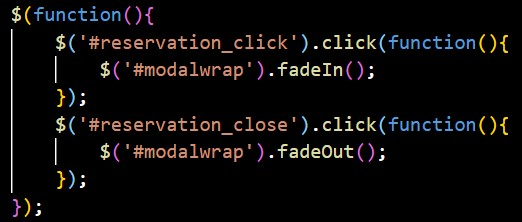 $(function(){
    $('#reservation_click').click(function(){
        $('#modalwrap').fadeIn();
    });
    $('#reservation_close').click(function(){
        $('#modalwrap').fadeOut();
    });
});